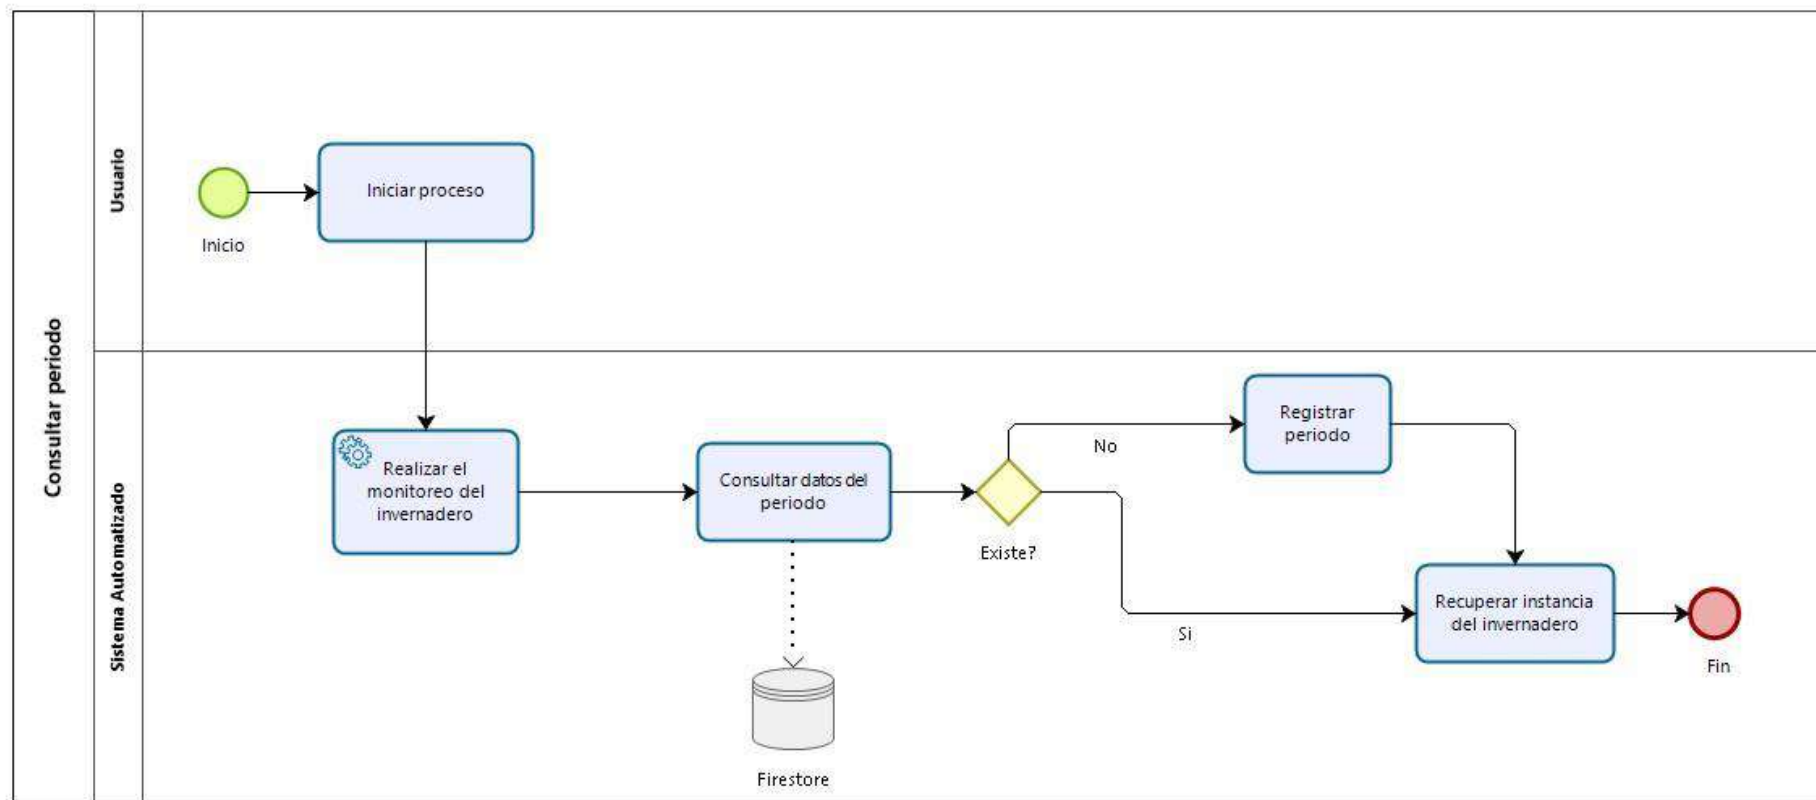 Consultar periodo
Usuario
Inicio
Iniciar proceso
Sistema Automatizado
Realizar el
monitoreo del
invernadero
Consultar datos del
periodo
Firestore
Existe?
No
Si
Registrar
periodo
Recuperar instancia
del invernadero
Fin